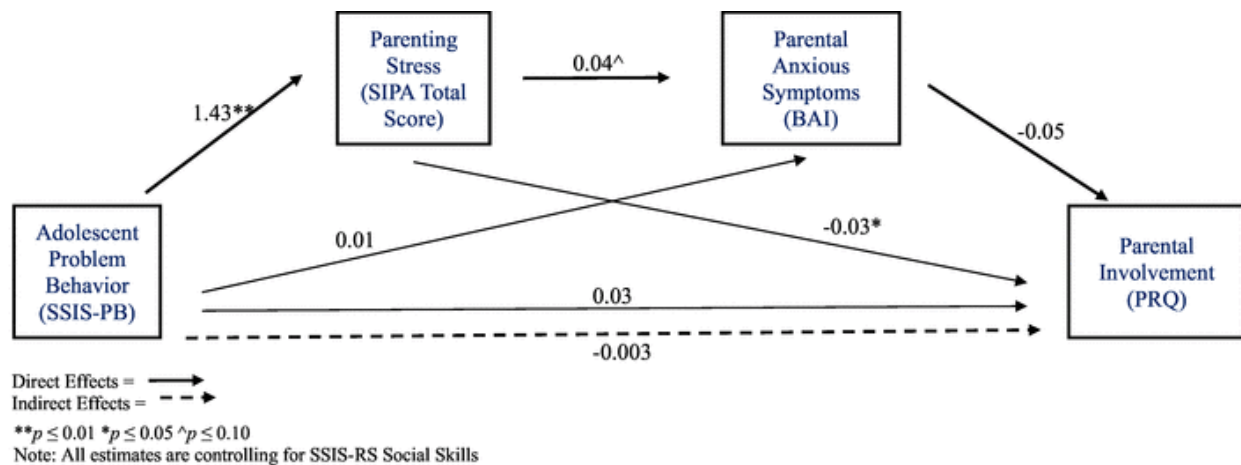 Parenting
Stress
(SIPA Total
Score)
0.04^
Parental
Anxious
Symptoms
(BAI)
1.43**
-0.05
Adolescent
Problem
Behavior
(SSIS-PB)
0.01
-0.03*
Parental
Involvement
(PRQ)
0.03
-0.003
Direct Effects =
Indirect Effects =
**p ≤ 0.01 *p ≤ 0.05 ^p ≤ 0.10
Note: All estimates are controlling for SSIS-RS Social Skills